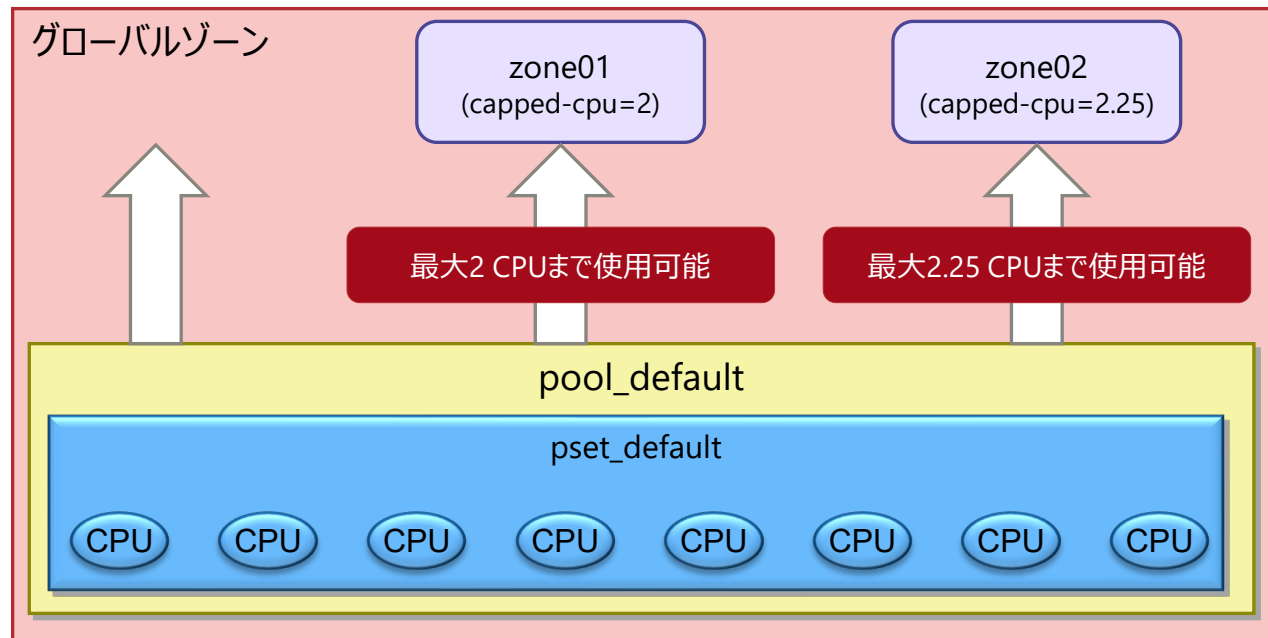 グローバルゾーン
zone01
(capped-cpu=2)
zone02
(capped-cpu=2.25)
最大2 CPUまで使用可能
最大2.25 CPUまで使用可能
pool_default
pset_default
CPU
CPU
CPU
CPU
CPU
CPU
CPU
CPU